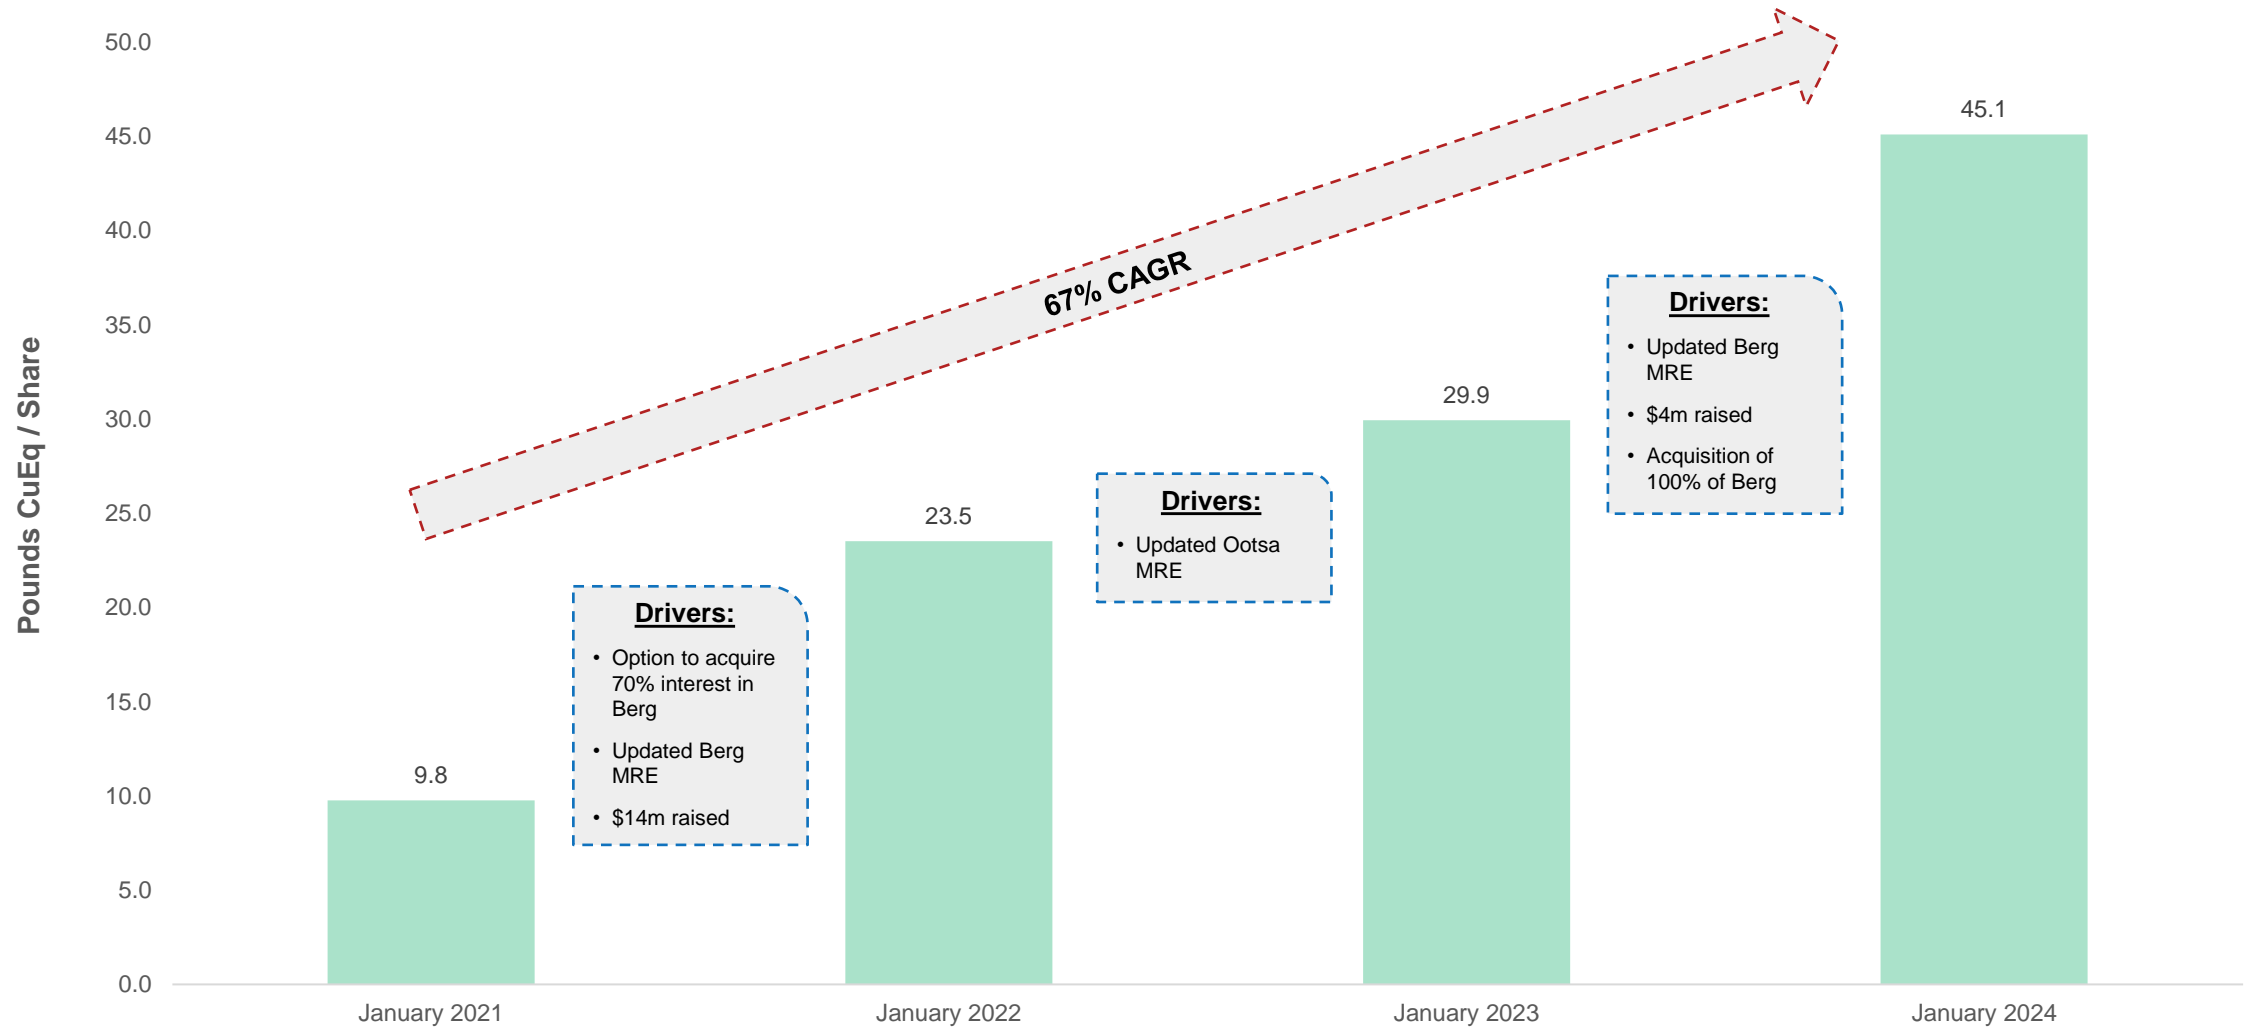 Pounds CuEq / Share
50.0
45.0
40.0
35.0
30.0
25.0
20.0
15.0
10.0
5.0
0.0
67% CAGR
9.8
23.5
29.9
45.1
Drivers:
• Option to acquire
70% interest in
Berg
• Updated Berg
MRE
• $14m raised
Drivers:
• Updated Ootsa
MRE
Drivers:
• Updated Berg
MRE
• $4m raised
• Acquisition of
100% of Berg
January 2021
January 2022
January 2023
January 2024